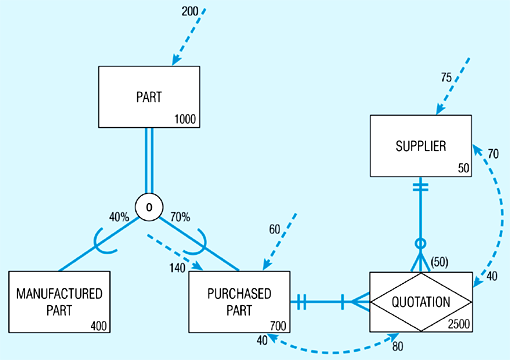 200
PART
1000
75
SUPPLIER
50
70
O
40%
70%
60
140
(50)
40
MANUFACTURED
PART
400
PURCHASED
PART
700
QUOTATION
2500
40
80